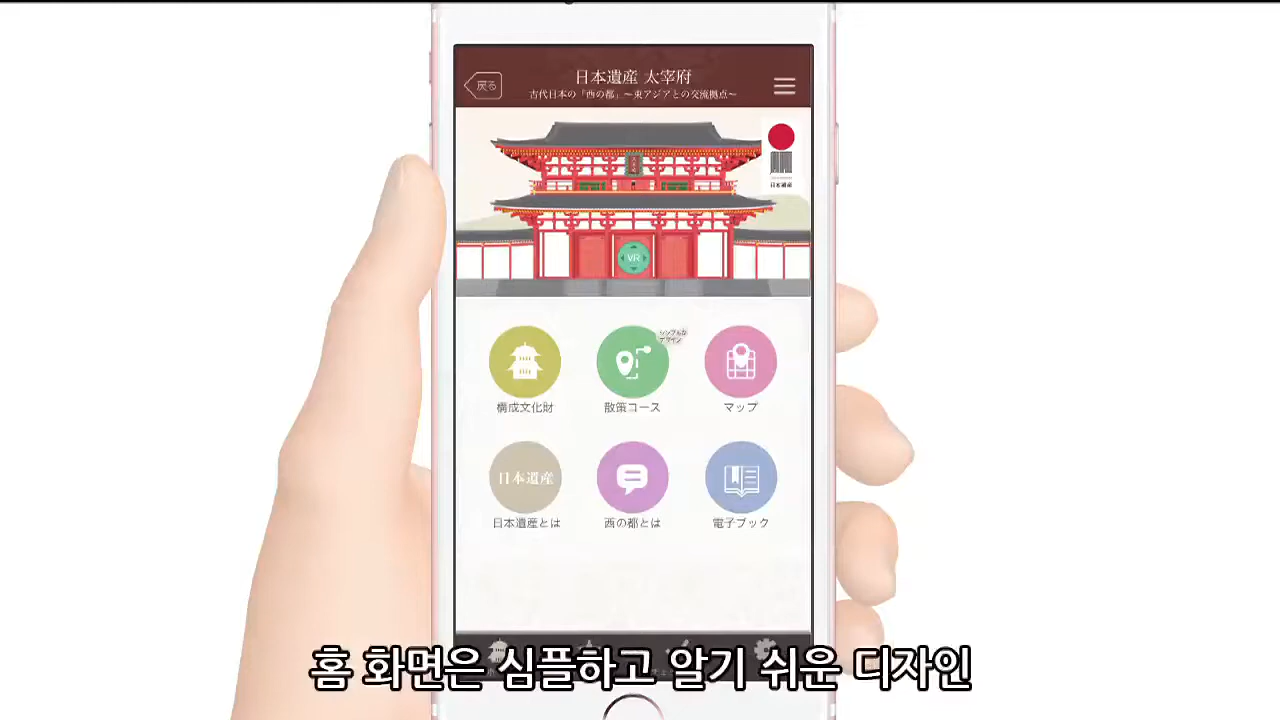 戻る
日本遺産 太宰府
古代日本の「西の都」～東アジアとの交流拠点～
日本遺産
VR
シンプルな
デザイン
構成文化財
散策コース
マップ
日本遺産
日本遺産とは
西の都とは
電子ブック
홈 화면은 심플하고 알기 쉬운 디자인